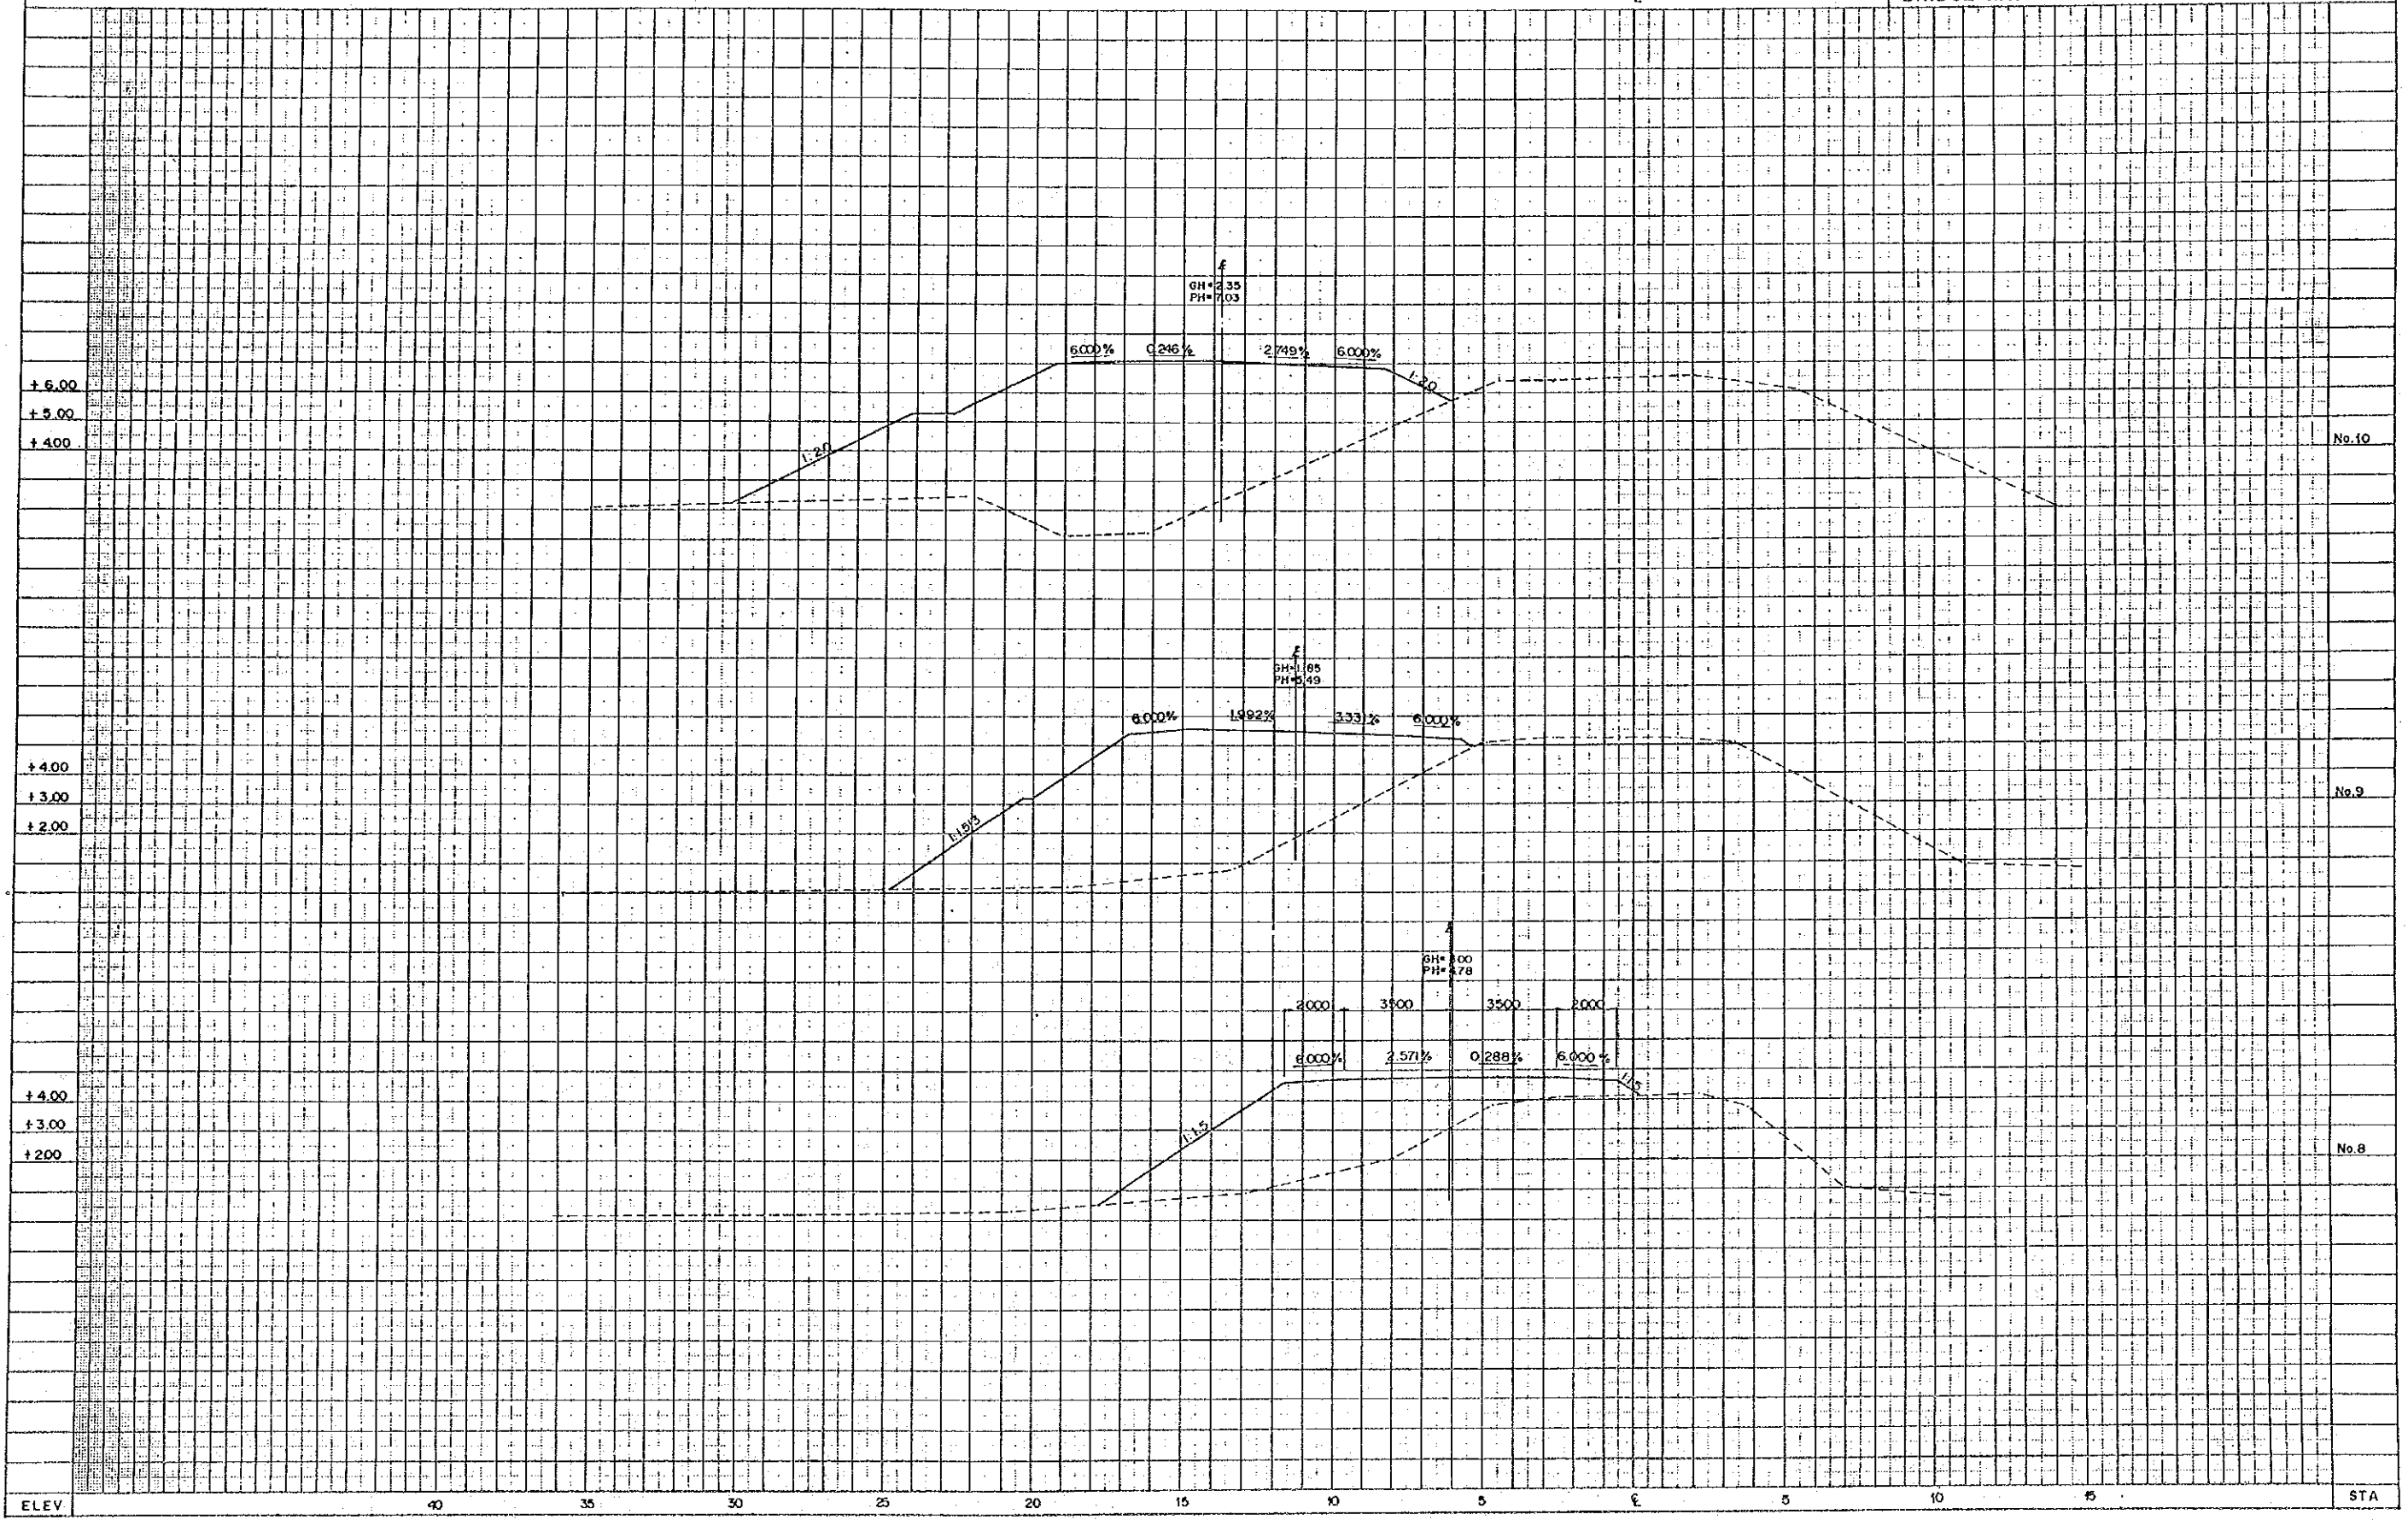 GH=2.35
PH=7.03
6.000% 0.246% 2.749% 6.000%
1:2.0
+6.00
+5.00
+4.00
No.10
1:2.0
GH=1.85
PH=5.49
6.000% 1.992% 3.331% 6.000%
+4.00
+3.00
No.9
+2.00
1:1.513
PH=4.78
2000 3500 3500 2000
6.000% 2.571% 0.288% 6.000%
1:1.5
+4.00
+3.00
1:1.5
No.8
+2.00
ELEV. 40 35 30 25 20 15 10 5 ℄ 5 10 15 STA